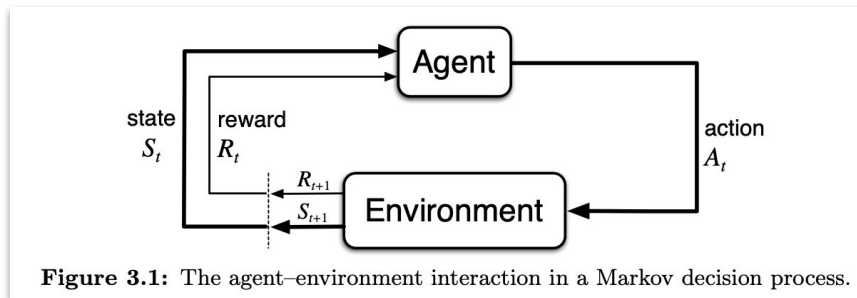 Agent
state
S_t
reward
R_t
action
A_t
R_{t+1}
S_{t+1}
Environment
Figure 3.1: The agent–environment interaction in a Markov decision process.